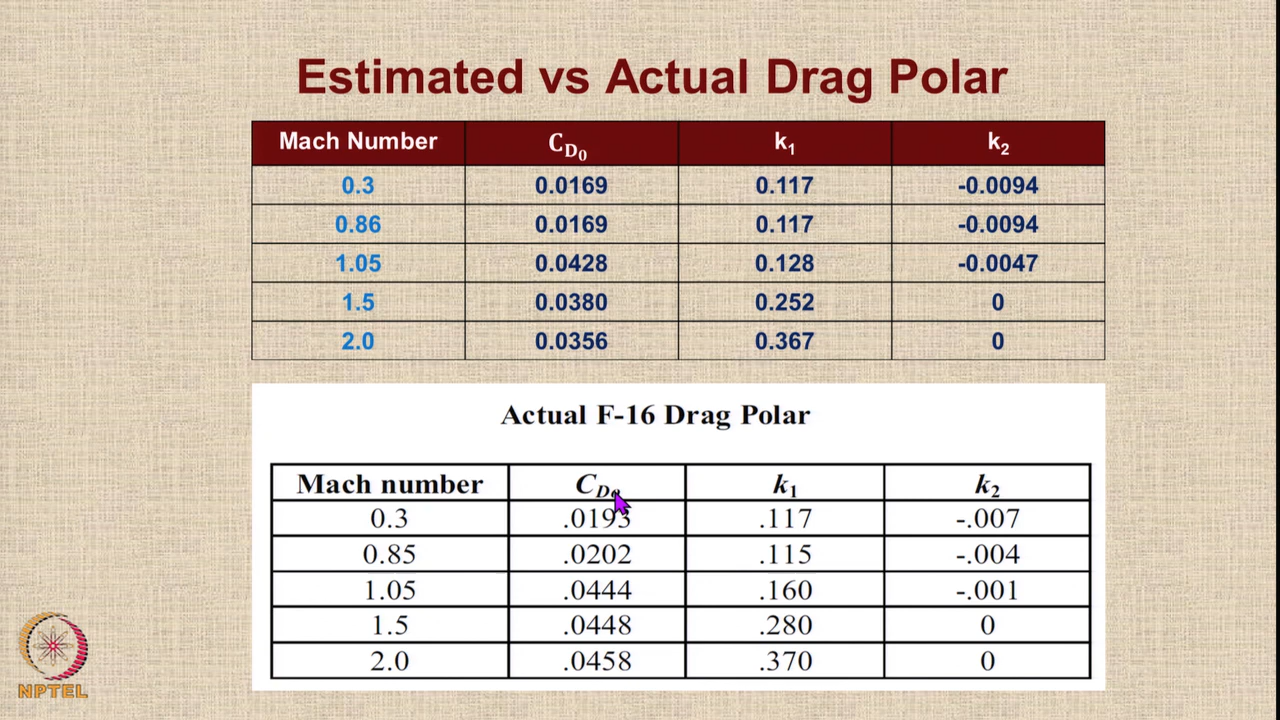 Estimated vs Actual Drag Polar
Mach Number C_D0 k1 k2
0.3 0.0169 0.117 -0.0094
0.86 0.0169 0.117 -0.0094
1.05 0.0428 0.128 -0.0047
1.5 0.0380 0.252 0
2.0 0.0356 0.367 0
Actual F-16 Drag Polar
Mach number C_Do k1 k2
0.3 .0193 .117 -.007
0.85 .0202 .115 -.004
1.05 .0444 .160 -.001
1.5 .0448 .280 0
2.0 .0458 .370 0
NPTEL